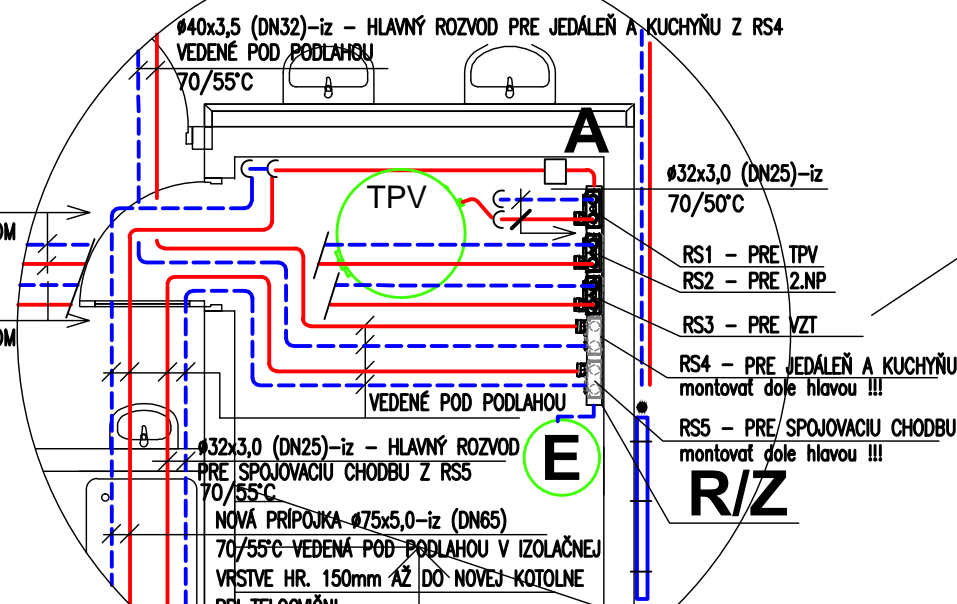 ø40x3,5 (DN32)-iz - HLAVNÝ ROZVOD PRE JEDÁLEŇ A KUCHYŇU Z RS4
VEDENÉ POD PODLAHOU
70/55°C
A
TPV
ø32x3,0 (DN25)-iz
70/50°C
OM
RS1 - PRE TPV
RS2 - PRE 2.NP
RS3 - PRE VZT
OM
RS4 - PRE JEDÁLEŇ A KUCHYŇU
montovať dole hlavou !!!
VEDENÉ POD PODLAHOU
RS5 - PRE SPOJOVACIU CHODBU
montovať dole hlavou !!!
E
R/Z
ø32x3,0 (DN25)-iz - HLAVNÝ ROZVOD
PRE SPOJOVACIU CHODBU Z RS5
70/55°C
NOVÁ PRÍPOJKA ø75x5,0-iz (DN65)
70/55°C VEDENÁ POD PODLAHOU V IZOLAČNEJ
VRSTVE HR. 150mm AŽ DO NOVEJ KOTOLNE
PRI TELOCVIČNI